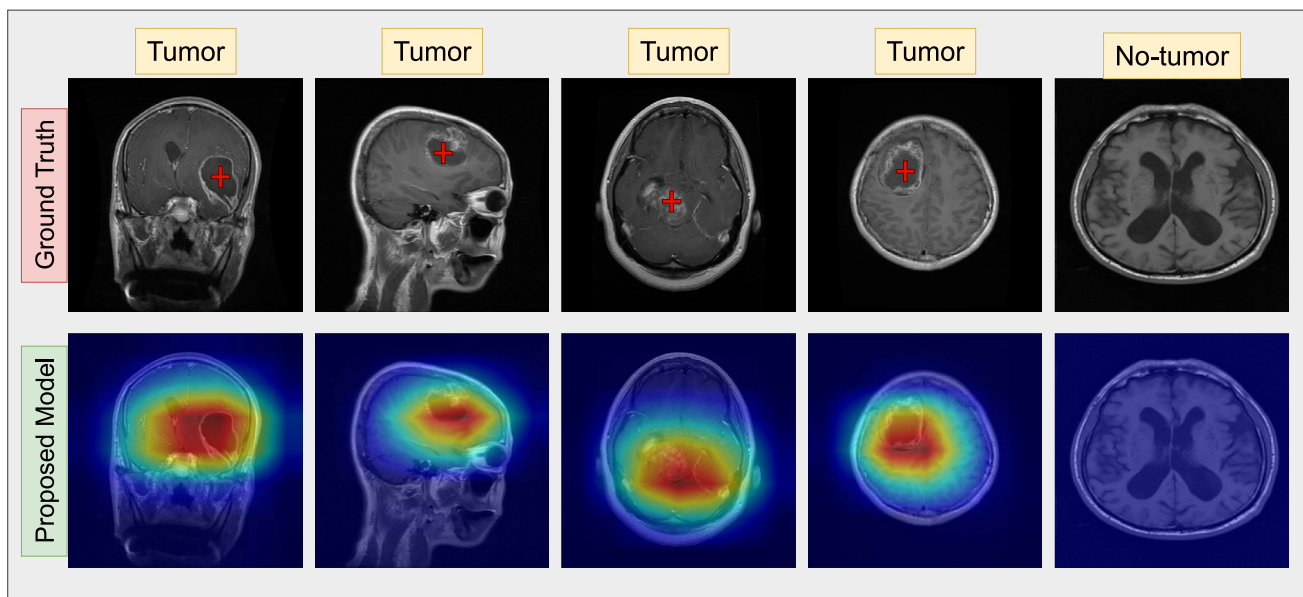 Tumor
Tumor
Tumor
Tumor
No-tumor
Ground Truth
Proposed Model